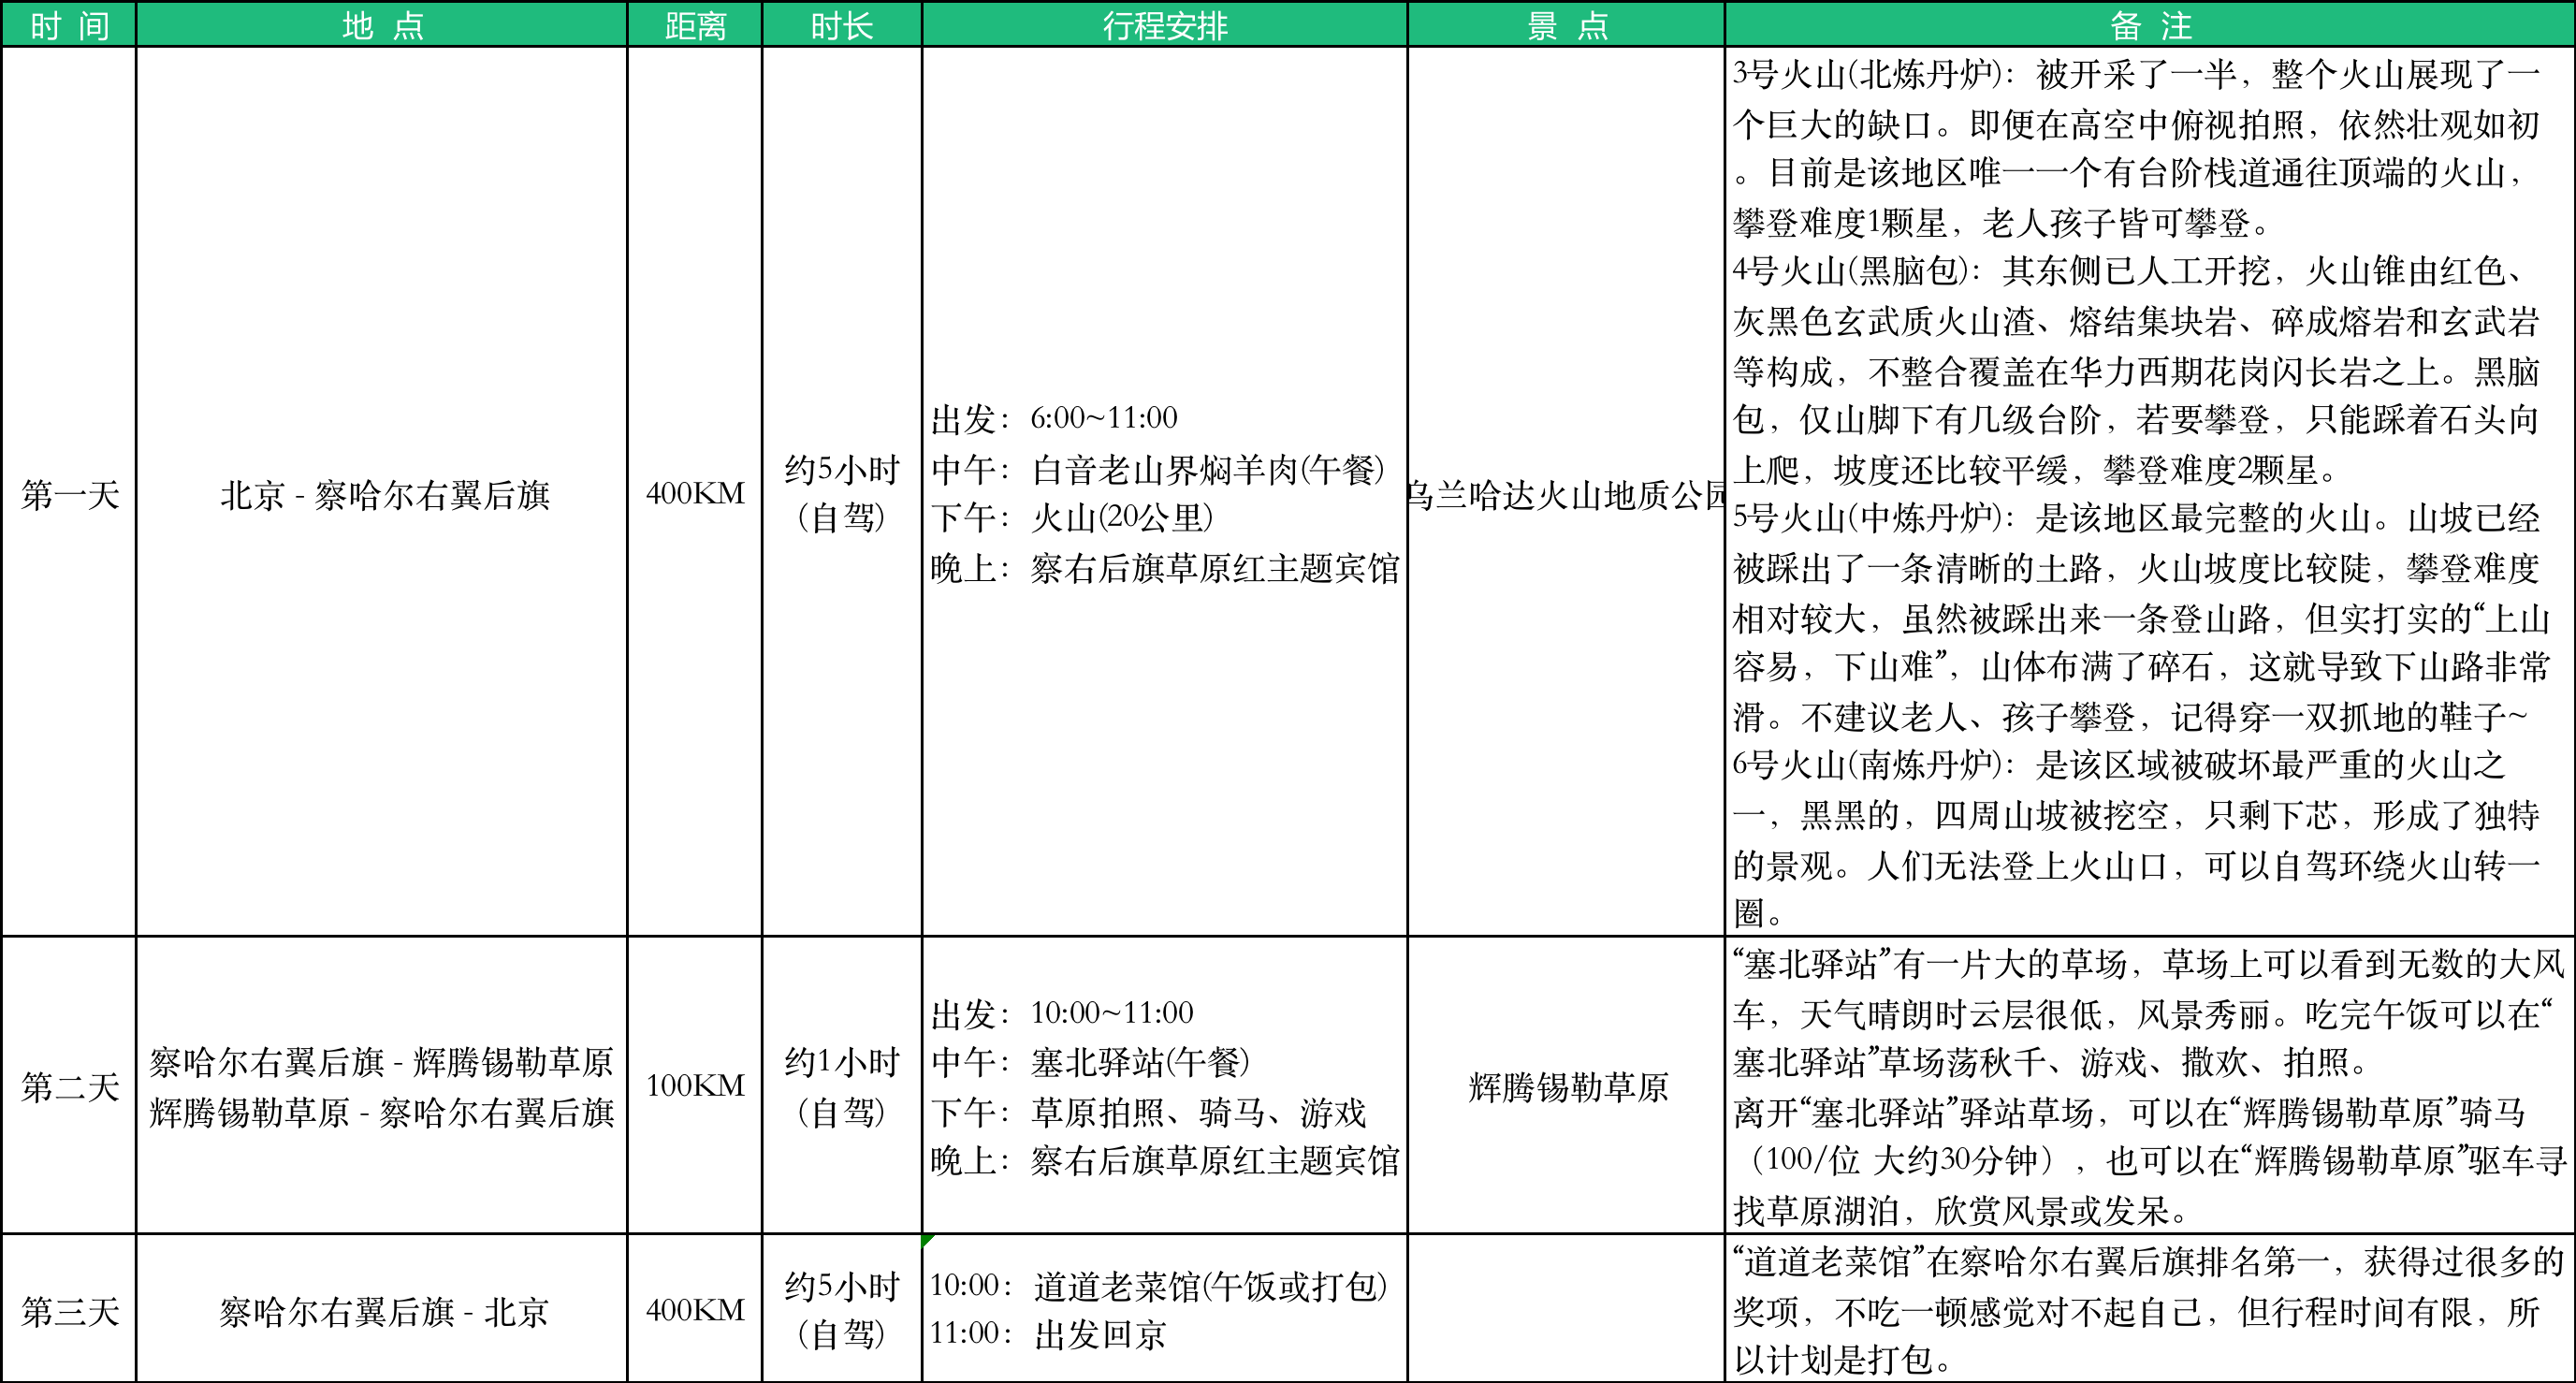 时 间
地 点
距离
时长
行程安排
景 点
备 注
第一天
北京 - 察哈尔右翼后旗
400KM
约5小时
(自驾)
出发：6:00~11:00
中午：白音老山界焖羊肉(午餐)
下午：火山(20公里)
晚上：察右后旗草原红主题宾馆
乌兰哈达火山地质公园
3号火山(北炼丹炉)：被开采了一半，整个火山展现了一
个巨大的缺口。即便在高空中俯视拍照，依然壮观如初
。目前是该地区唯一一个有台阶栈道通往顶端的火山，
攀登难度1颗星，老人孩子皆可攀登。
4号火山(黑脑包)：其东侧已人工开挖，火山锥由红色、
灰黑色玄武质火山渣、熔结集块岩、碎成熔岩和玄武岩
等构成，不整合覆盖在华力西期花岗闪长岩之上。黑脑
包，仅山脚下有几级台阶，若要攀登，只能踩着石头向
上爬，坡度还比较平缓，攀登难度2颗星。
5号火山(中炼丹炉)：是该地区最完整的火山。山坡已经
被踩出了一条清晰的土路，火山坡度比较陡，攀登难度
相对较大，虽然被踩出来一条登山路，但实打实的“上山
容易，下山难”，山体布满了碎石，这就导致下山路非常
滑。不建议老人、孩子攀登，记得穿一双抓地的鞋子~
6号火山(南炼丹炉)：是该区域被破坏最严重的火山之
一，黑黑的，四周山坡被挖空，只剩下芯，形成了独特
的景观。人们无法登上火山口，可以自驾环绕火山转一
圈。
第二天
察哈尔右翼后旗 - 辉腾锡勒草原
辉腾锡勒草原 - 察哈尔右翼后旗
100KM
约1小时
(自驾)
出发：10:00~11:00
中午：塞北驿站(午餐)
下午：草原拍照、骑马、游戏
晚上：察右后旗草原红主题宾馆
辉腾锡勒草原
“塞北驿站”有一片大的草场，草场上可以看到无数的大风
车，天气晴朗时云层很低，风景秀丽。吃完午饭可以在“
塞北驿站”草场荡秋千、游戏、撒欢、拍照。
离开“塞北驿站”驿站草场，可以在“辉腾锡勒草原”骑马
（100/位 大约30分钟），也可以在“辉腾锡勒草原”驱车寻
找草原湖泊，欣赏风景或发呆。
第三天
察哈尔右翼后旗 - 北京
400KM
约5小时
(自驾)
10:00：道道老菜馆(午饭或打包)
11:00：出发回京
“道道老菜馆”在察哈尔右翼后旗排名第一，获得过很多的
奖项，不吃一顿感觉对不起自己，但行程时间有限，所
以计划是打包。